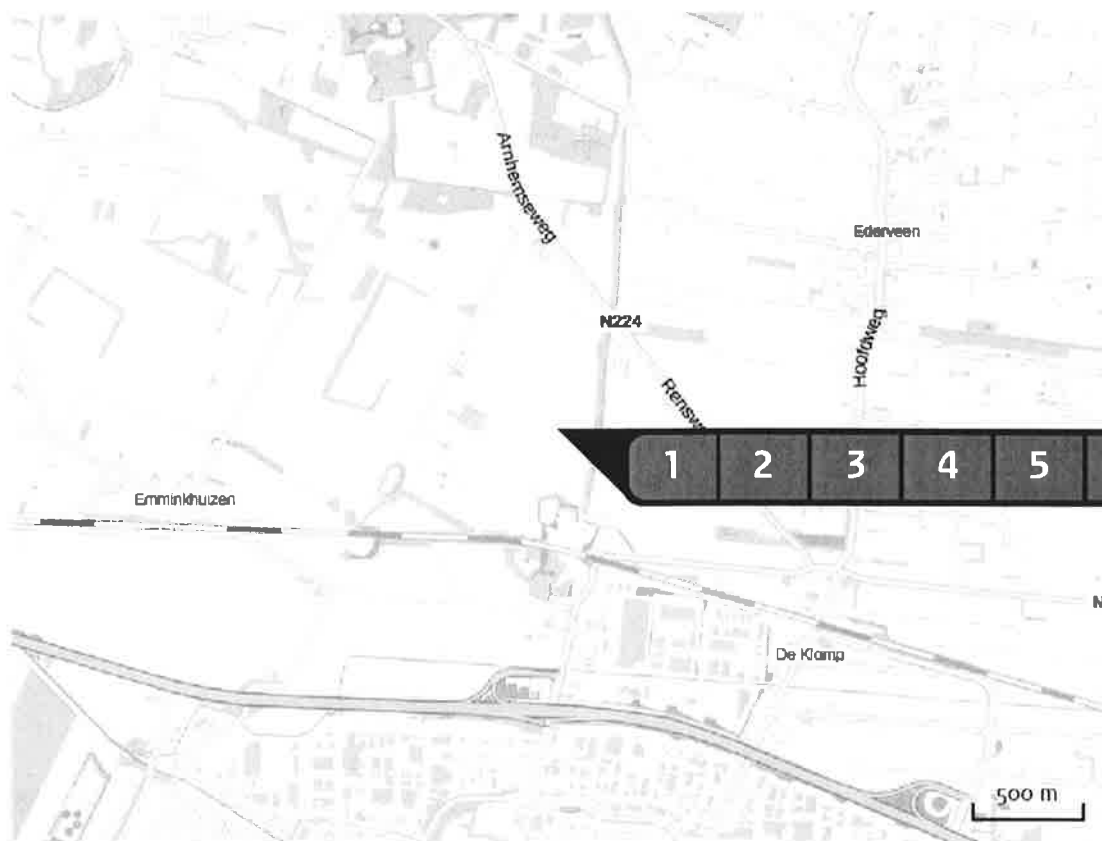 Arnhemseweg
Ederveen
N224
Hoofdweg
Rensw
1 2 3 4 5
Emminkhuizen
N
De Klomp
500 m